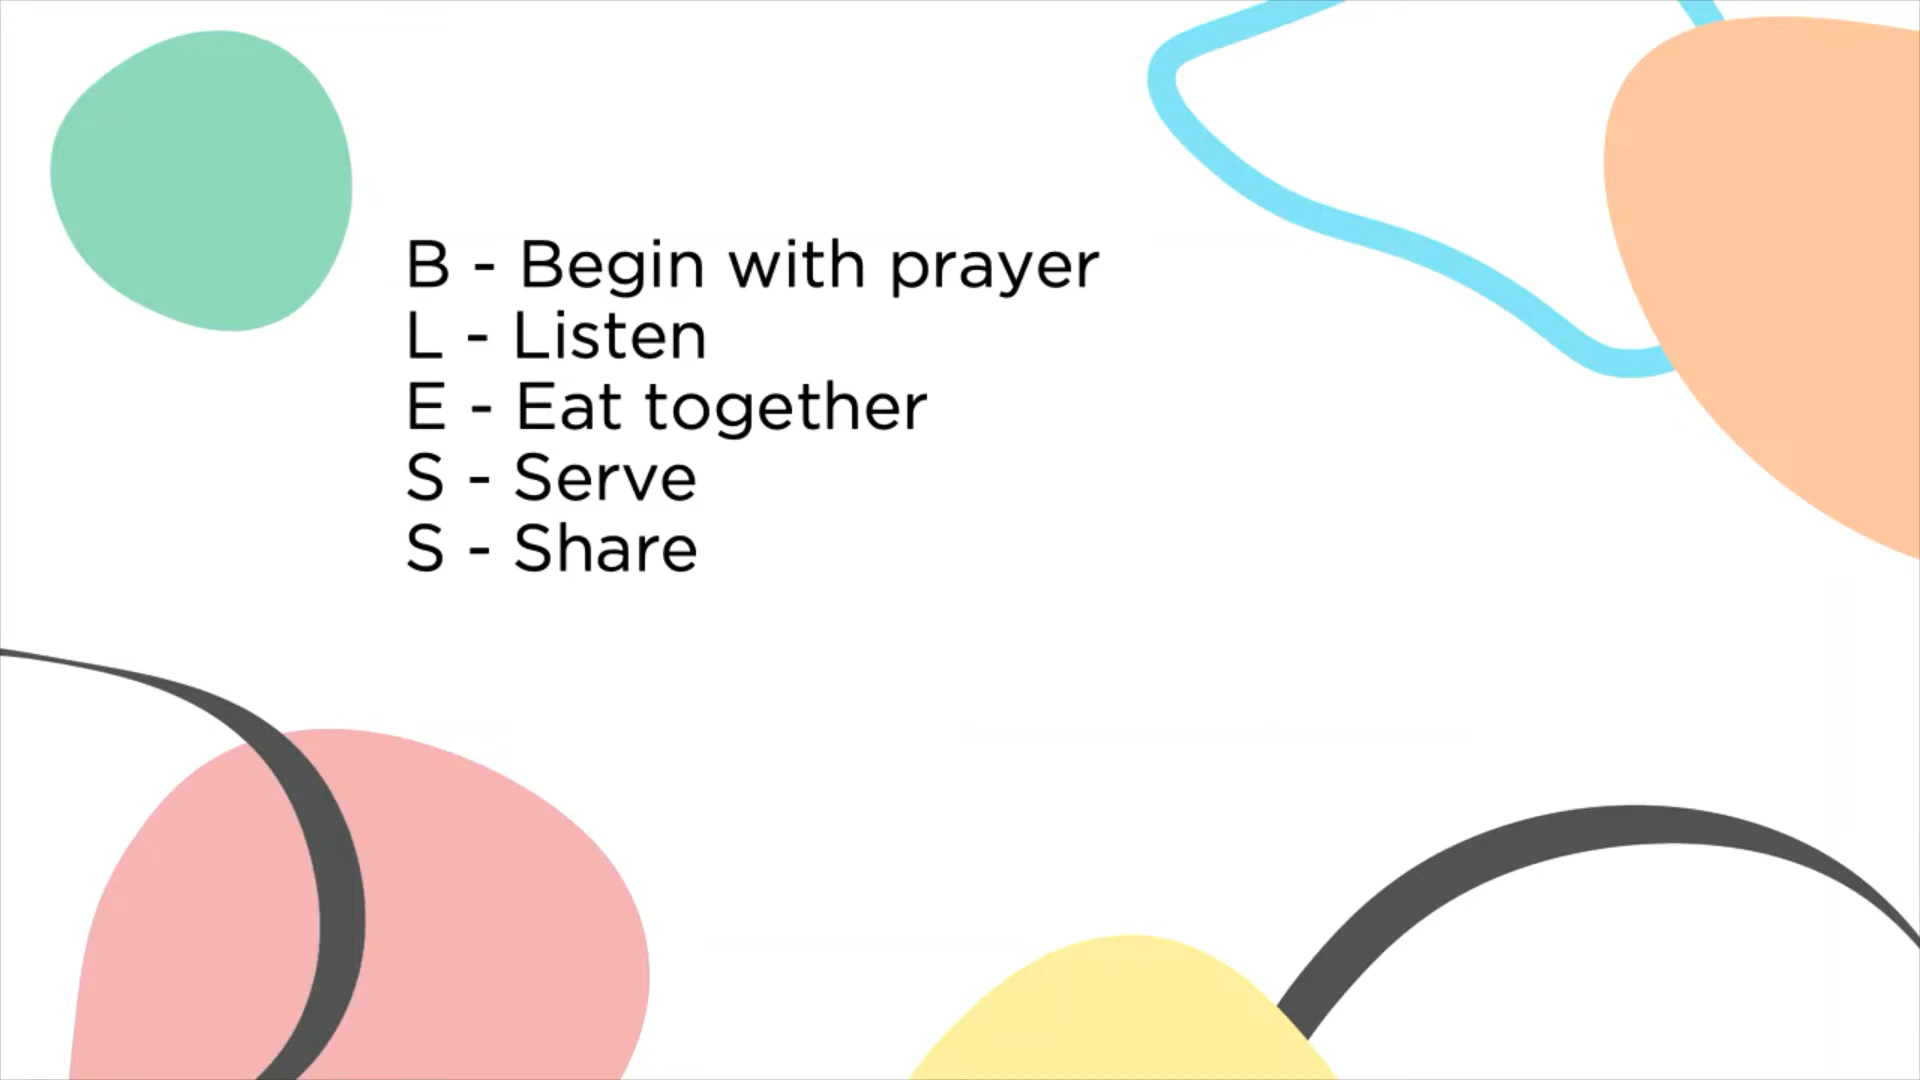 B - Begin with prayer
L - Listen
E - Eat together
S - Serve
S - Share